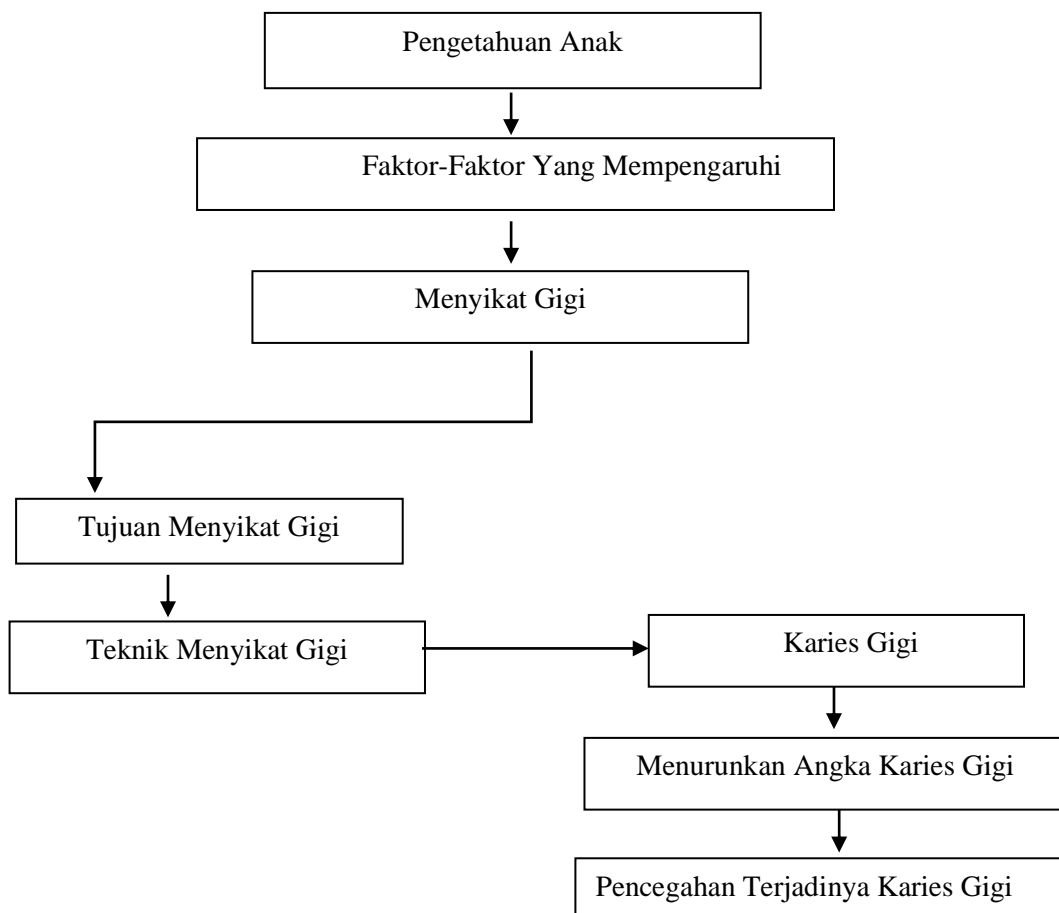 Pengetahuan Anak
Faktor-Faktor Yang Mempengaruhi
Menyikat Gigi
Tujuan Menyikat Gigi
Teknik Menyikat Gigi
Karies Gigi
Menurunkan Angka Karies Gigi
Pencegahan Terjadinya Karies Gigi